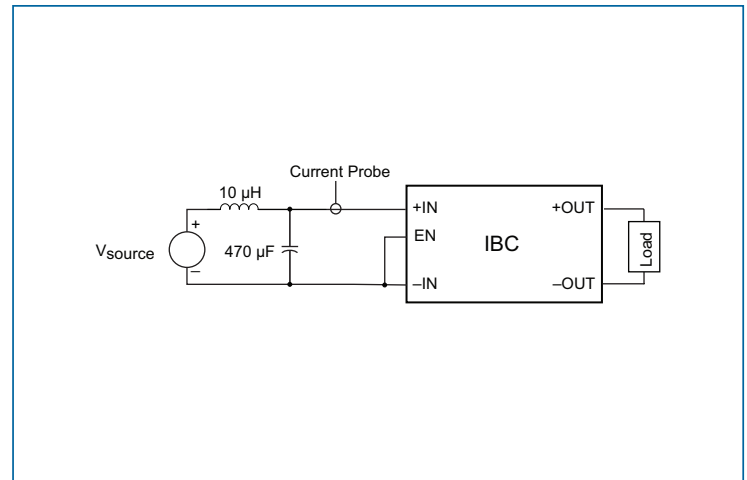 Current Probe
10 µH
+IN
+OUT
+
EN
Vsource
470 µF
IBC
Load
–
–IN
–OUT